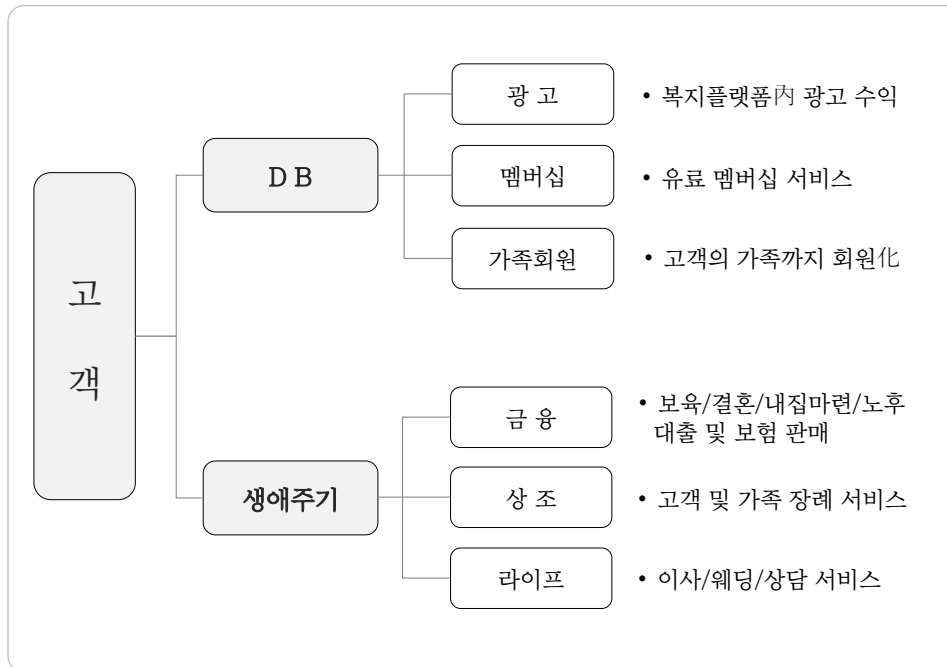 고
객
D B
광 고
• 복지플랫폼內 광고 수익
멤버십
• 유료 멤버십 서비스
가족회원
• 고객의 가족까지 회원化
생애주기
금 융
• 보육/결혼/내집마련/노후
대출 및 보험 판매
상 조
• 고객 및 가족 장례 서비스
라이프
• 이사/웨딩/상담 서비스